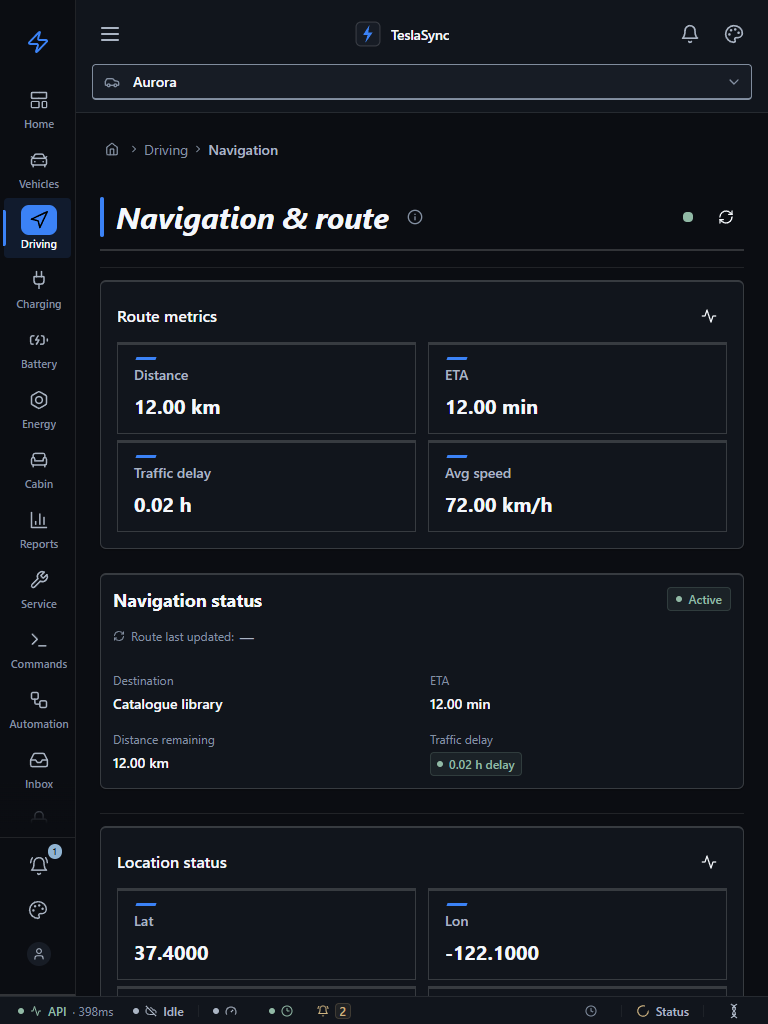 TeslaSync
Aurora
Home
Vehicles
Driving
Charging
Battery
Energy
Cabin
Reports
Service
Commands
Automation
Inbox
1
Driving > Navigation
Navigation & route
Route metrics
Distance
12.00 km
ETA
12.00 min
Traffic delay
0.02 h
Avg speed
72.00 km/h
Navigation status
Active
Route last updated: —
Destination
Catalogue library
ETA
12.00 min
Distance remaining
12.00 km
Traffic delay
0.02 h delay
Location status
Lat
37.4000
Lon
-122.1000
API · 398ms
Idle
2
Status